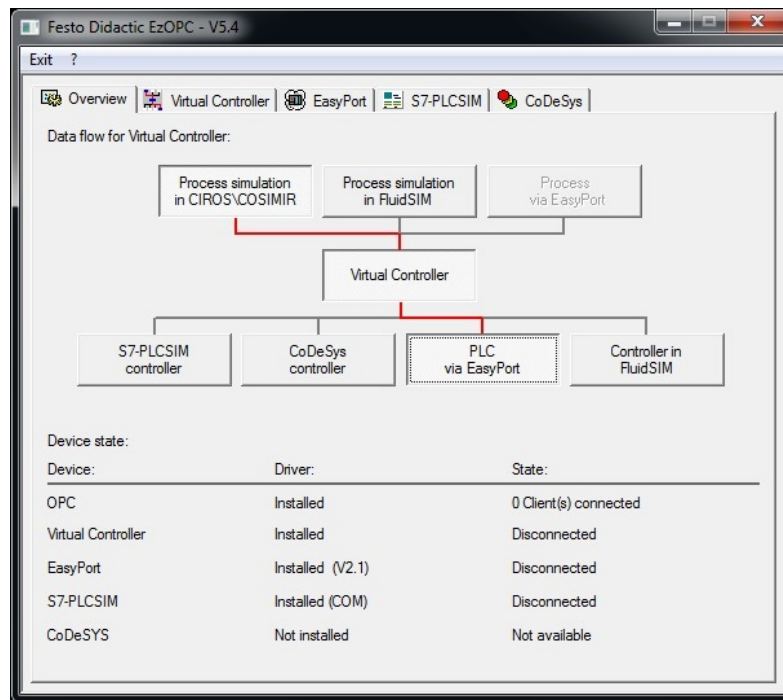 Festo Didactic EzOPC - V5.4
Exit ?
Overview Virtual Controller EasyPort S7-PLCSIM CoDeSys
Data flow for Virtual Controller:
Process simulation Process simulation Process
in CIROS\COSIMIR in FluidSIM via EasyPort
Virtual Controller
S7-PLCSIM CoDeSys PLC Controller in
controller controller via EasyPort FluidSIM
Device state:
Device: Driver: State:
OPC Installed 0 Client(s) connected
Virtual Controller Installed Disconnected
EasyPort Installed (V2.1) Disconnected
S7-PLCSIM Installed (COM) Disconnected
CoDeSYS Not installed Not available